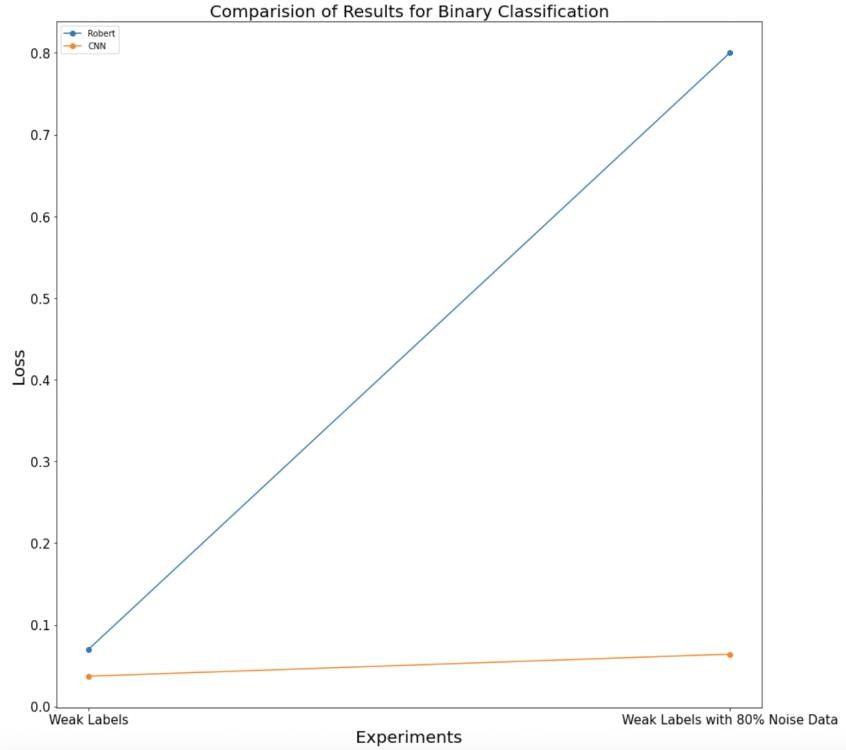 Comparision of Results for Binary Classification
Robert
CNN
0.8
0.7
0.6
0.5
0.4
0.3
0.2
0.1
0.0
Loss
Weak Labels
Weak Labels with 80% Noise Data
Experiments